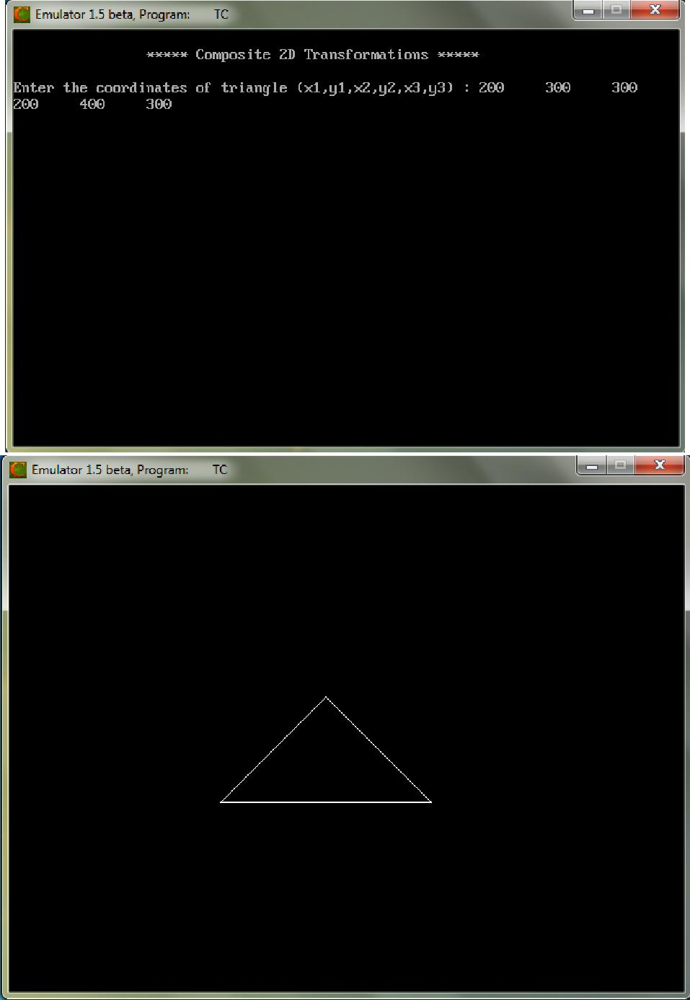 Emulator 1.5 beta, Program: TC
***** Composite 2D Transformations *****
Enter the coordinates of triangle (x1,y1,x2,y2,x3,y3) : 200 300 300
200 400 300
Emulator 1.5 beta, Program: TC